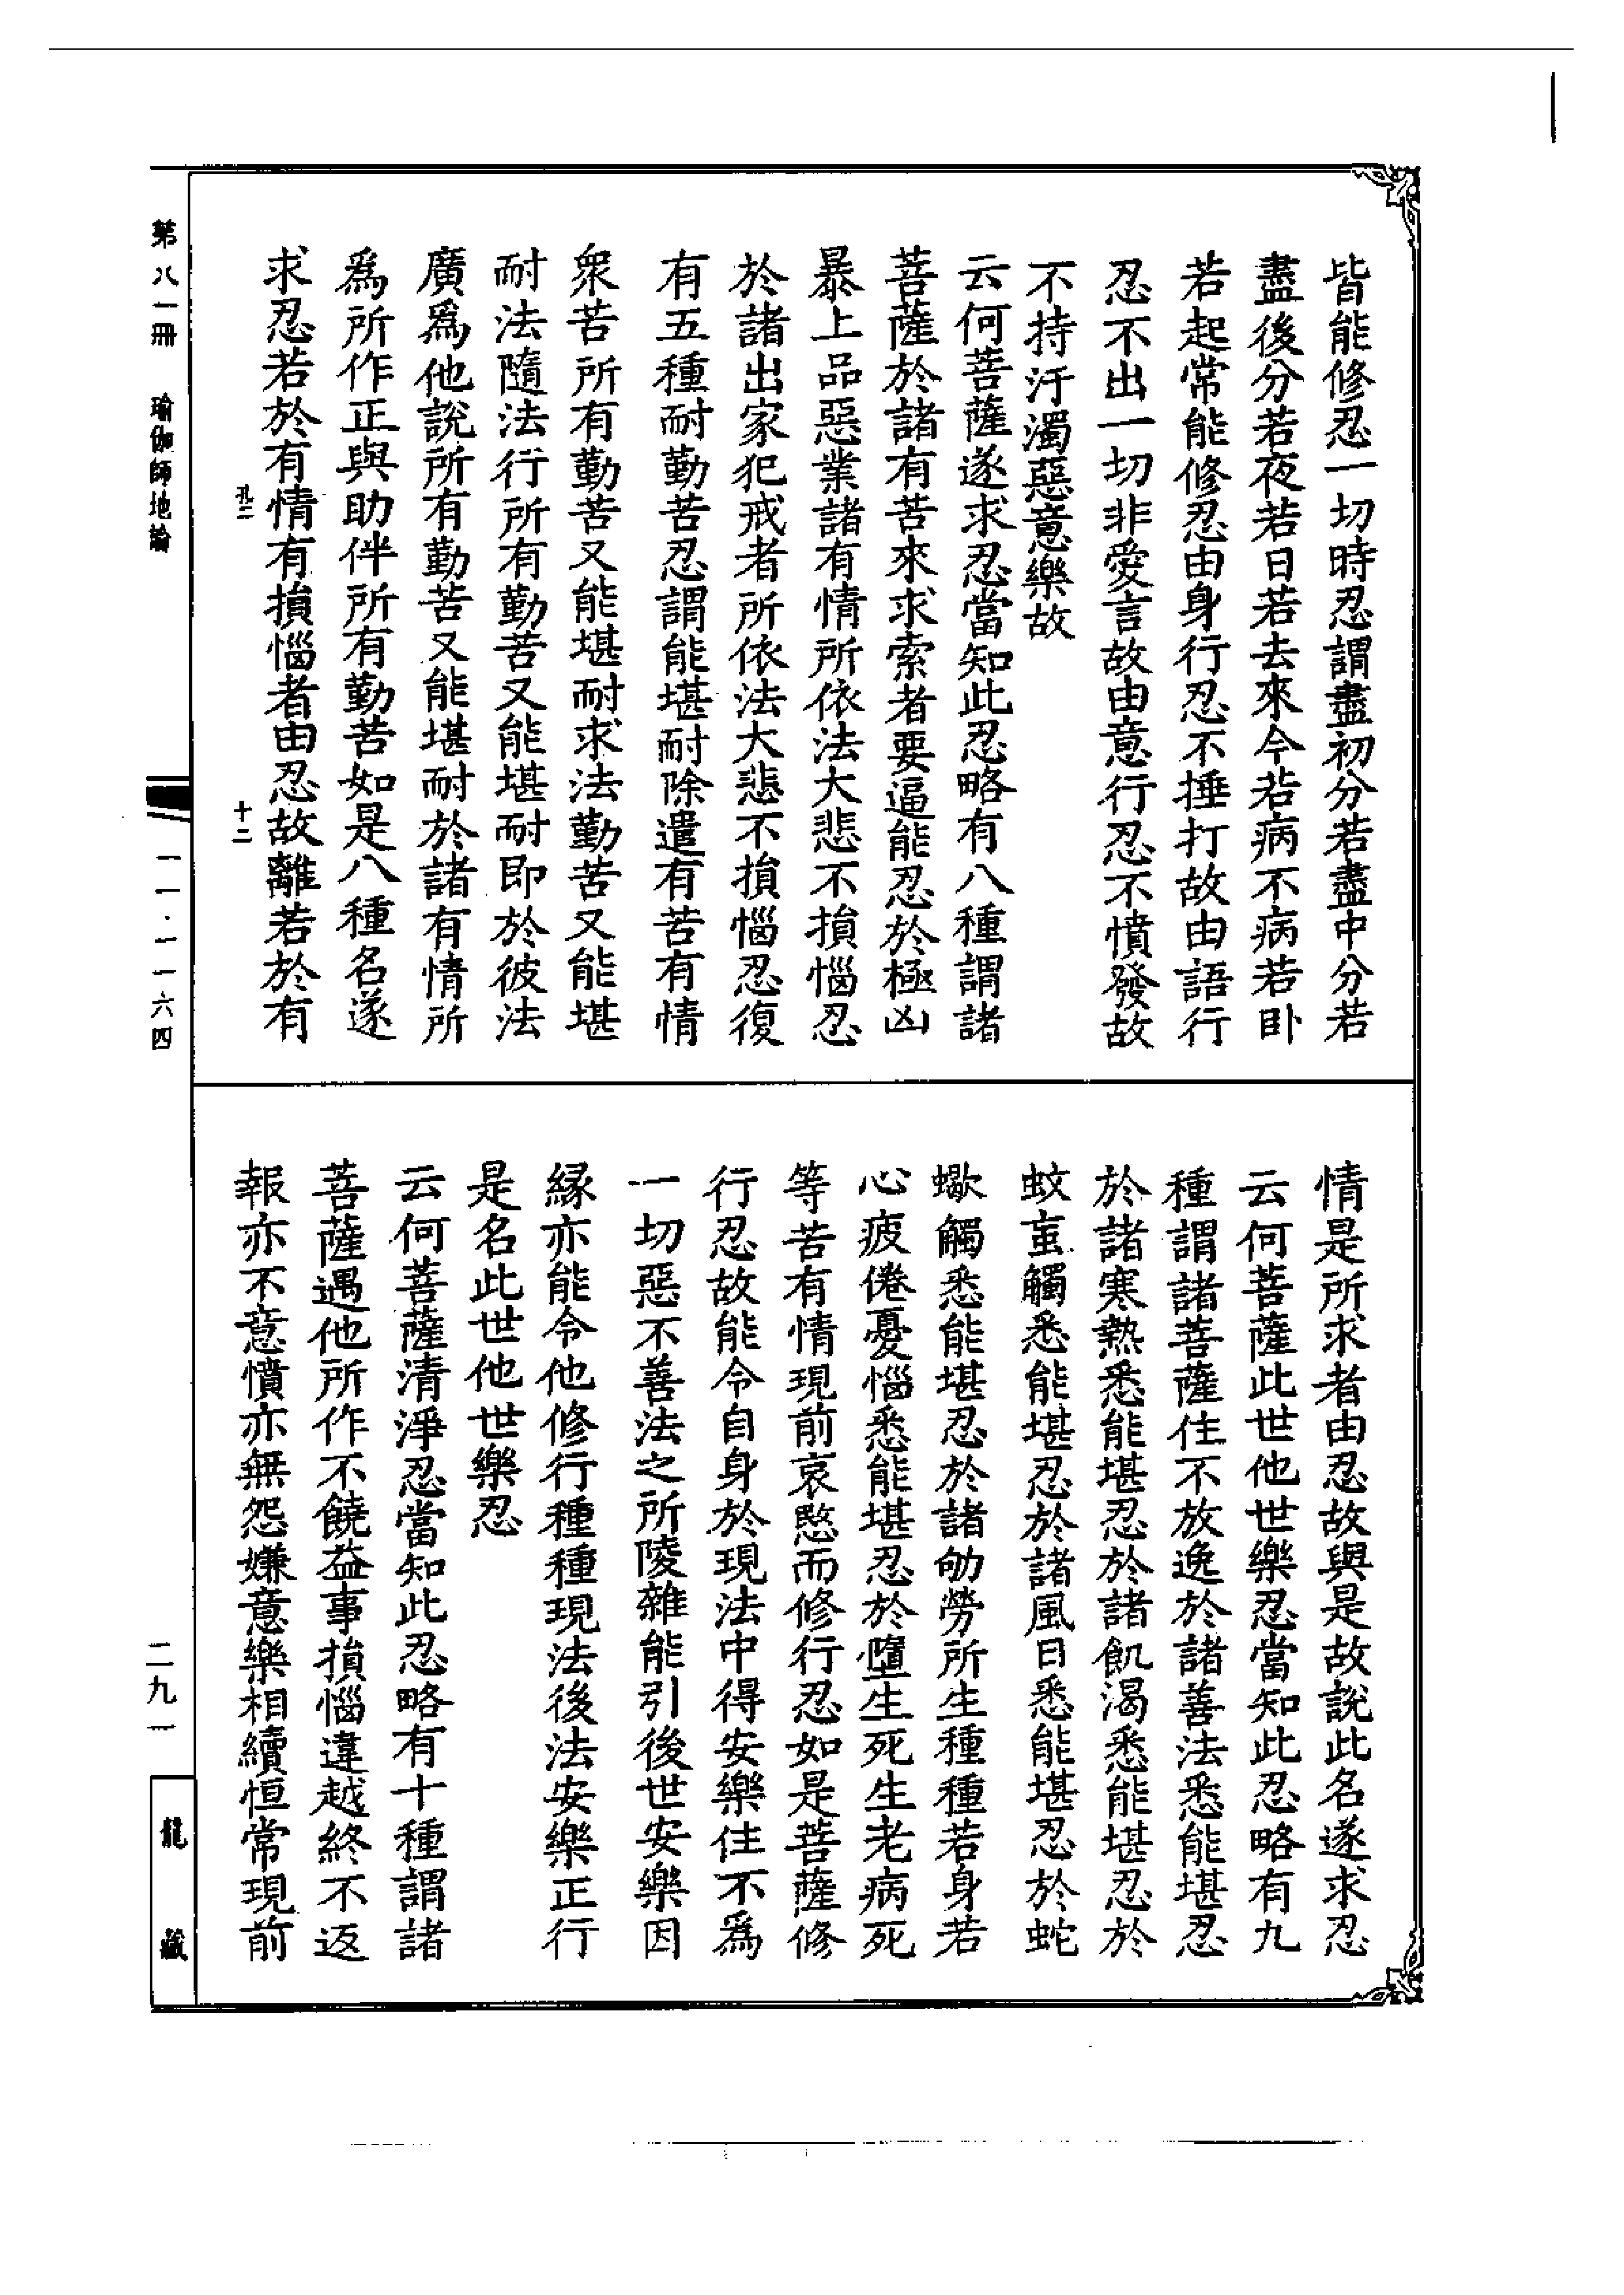 皆能修忍一切時忍謂盡初分若盡中分若
盡後分若夜若日若去來今若病不病若卧
若起常能修忍由身行忍不捶打故由語行
忍不出一切非愛言故由意行忍不憤發故
不持汙濁惡意樂故
云何菩薩遂求忍當知此忍略有八種謂諸
菩薩於諸有苦來求索者要逼能忍於極凶
暴上品惡業諸有情所依法大悲不損惱忍
於諸出家犯戒者所依法大悲不損惱忍復
有五種耐勤苦忍謂能堪耐除遣有苦有情
衆苦所有勤苦又能堪耐求法勤苦又能堪
耐法隨法行所有勤苦又能堪耐即於彼法
廣爲他說所有勤苦又能堪耐於諸有情所
爲所作正與助伴所有勤苦如是八種名遂
求忍若於有情有損惱者由忍故離若於有
孔二
十二
情是所求者由忍故與是故說此名遂求忍
云何菩薩此世他世樂忍當知此忍略有九
種謂諸菩薩住不放逸於諸善法悉能堪忍
於諸寒熱悉能堪忍於諸飢渴悉能堪忍於
蚊䖟觸悉能堪忍於諸風日悉能堪忍於蛇
蠍觸悉能堪忍於諸劬勞所生種種若身若
心疲倦憂惱悉能堪忍於墮生死生老病死
等苦有情現前哀愍而修行忍如是菩薩修
行忍故能令自身於現法中得安樂住不爲
一切惡不善法之所陵雜能引後世安樂因
緣亦能令他修行種種現法後法安樂正行
是名此世他世樂忍
云何菩薩清淨忍當知此忍略有十種謂諸
菩薩遇他所作不饒益事損惱違越終不返
報亦不意憤亦無怨嫌意樂相續恒常現前
第八一冊 瑜伽師地論
一一·一一六四
二九一
龍藏